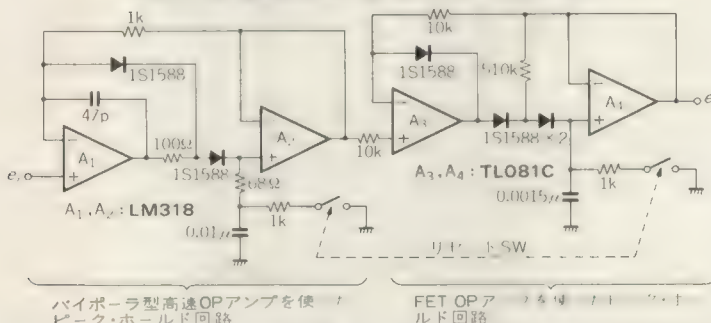 1k
10k
1S1588
1S1588
510k
47p
A₁
100Ω
1S1588
A₂
68Ω
1k
0.01μ
10k
A₃
1S1588×2
A₄
1k
0.0015μ
eₒ
A₁, A₂ : LM318
A₃, A₄ : TL081C
SW
バイポーラ型高速OPアンプを使
ピーク・ホールド回路
FET OPア
ルド回路